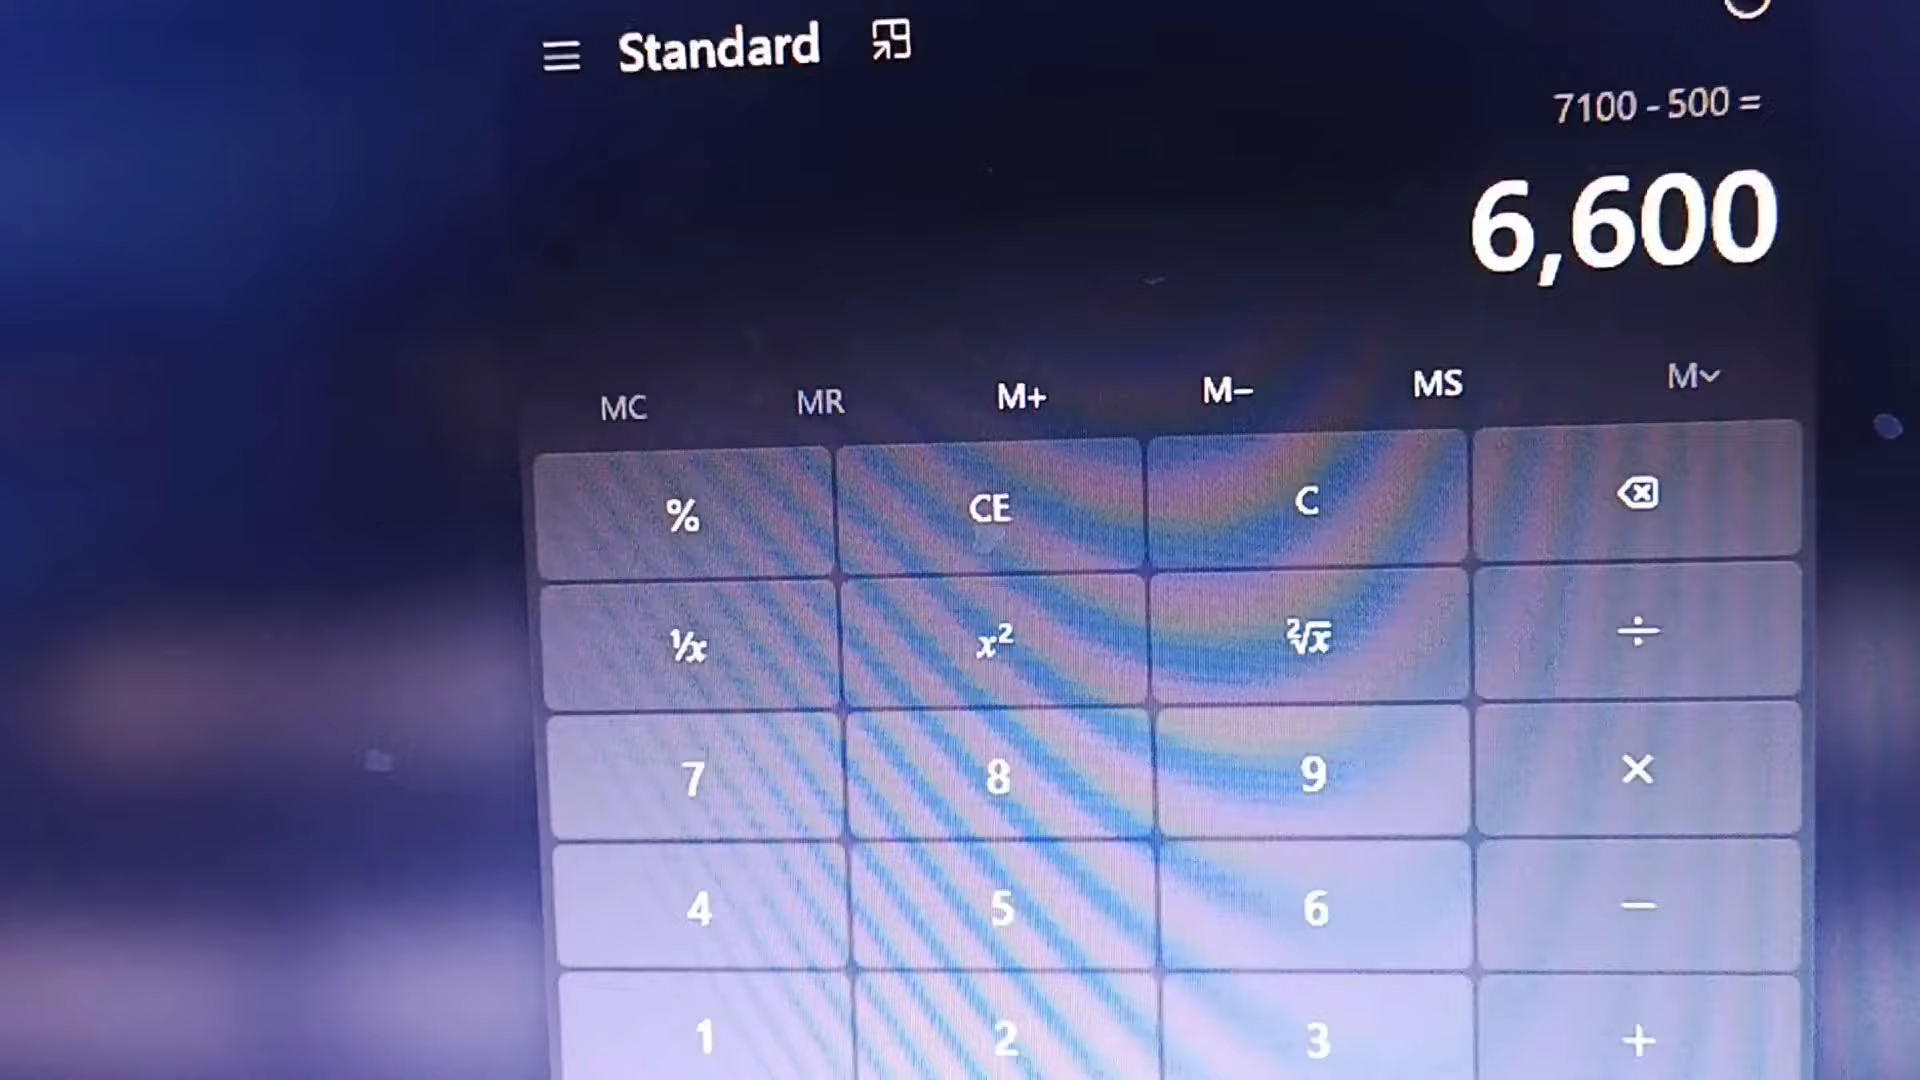 Standard
7100 - 500 =
6,600
MC MR M+ M− MS M
% CE C
⅟x x² ²√x ÷
7 8 9 ×
4 5 6 −
1 2 3 +